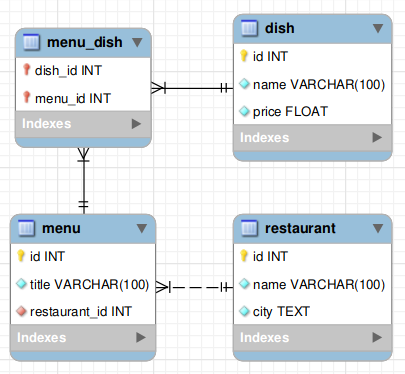 menu_dish
dish_id INT
menu_id INT
Indexes
dish
id INT
name VARCHAR(100)
price FLOAT
Indexes
menu
id INT
title VARCHAR(100)
restaurant_id INT
Indexes
restaurant
id INT
name VARCHAR(100)
city TEXT
Indexes